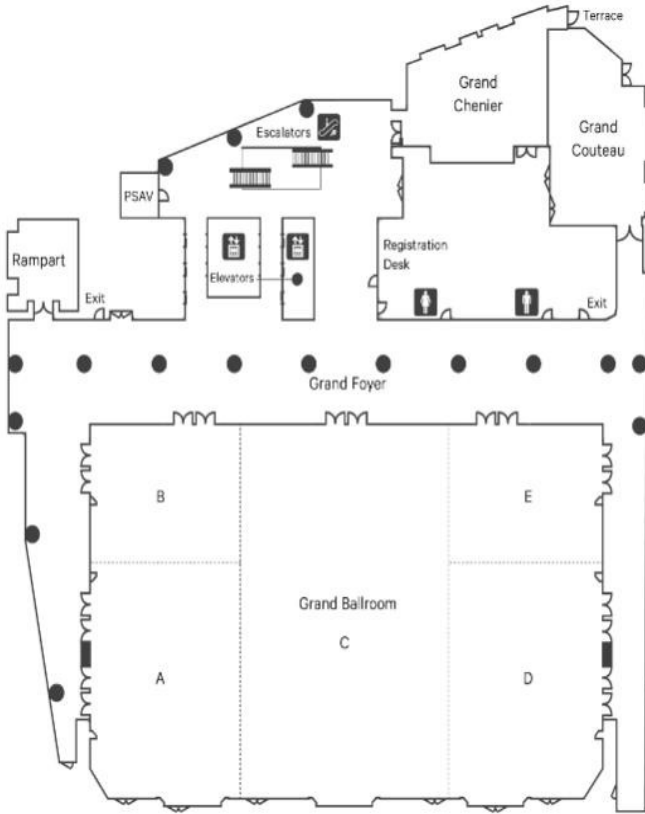 Terrace
Grand
Chenier
Grand
Couteau
Escalators
PSAV
Rampart
Registration
Desk
Elevators
Exit
Exit
Grand Foyer
B
E
Grand Ballroom
C
A
D